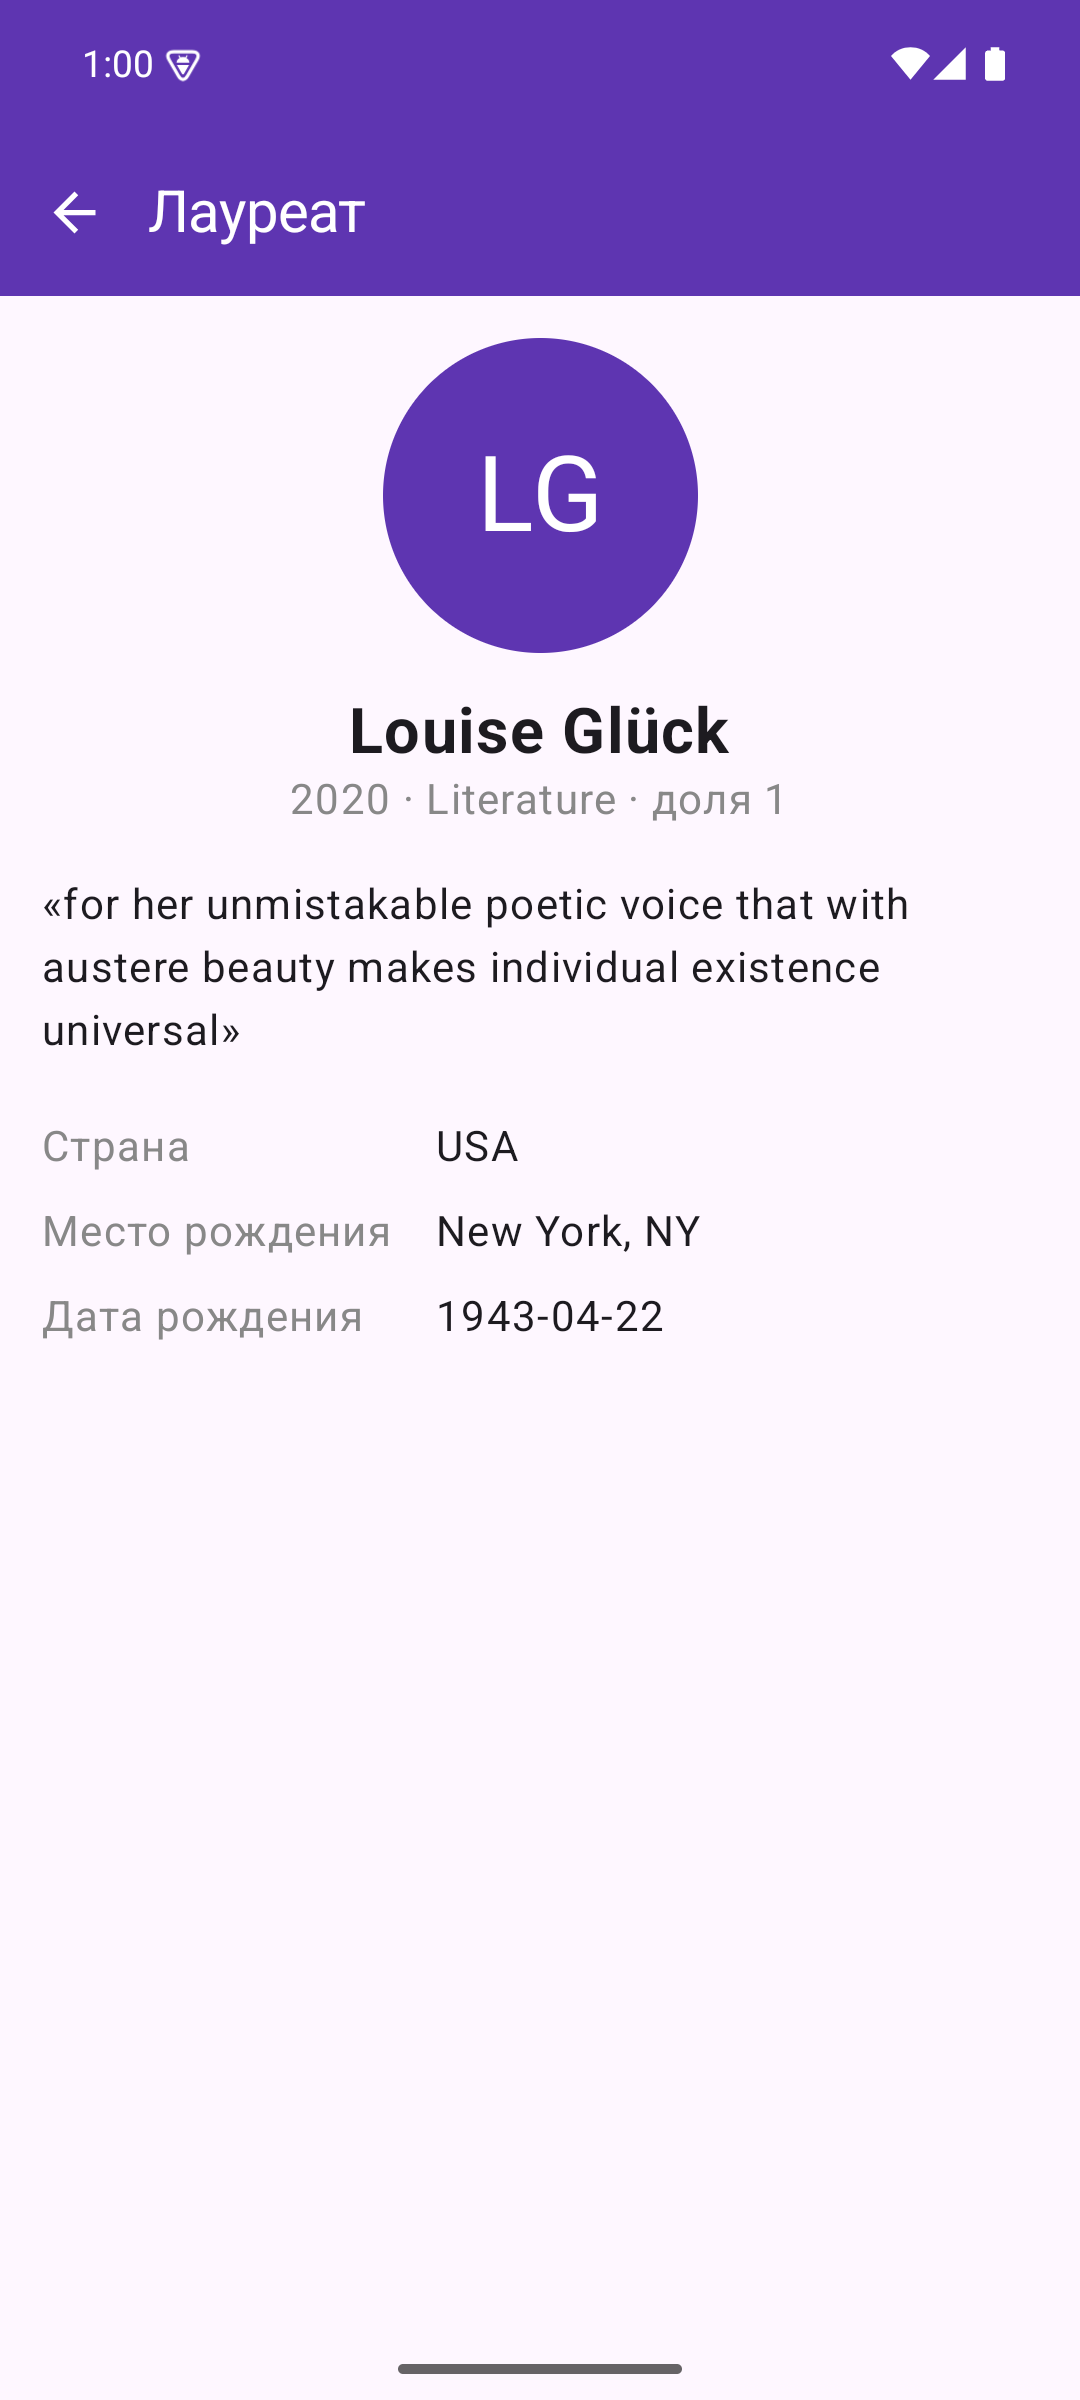 1:00
Лауреат
LG
Louise Glück
2020 · Literature · доля 1
«for her unmistakable poetic voice that with
austere beauty makes individual existence
universal»
Страна USA
Место рождения New York, NY
Дата рождения 1943-04-22